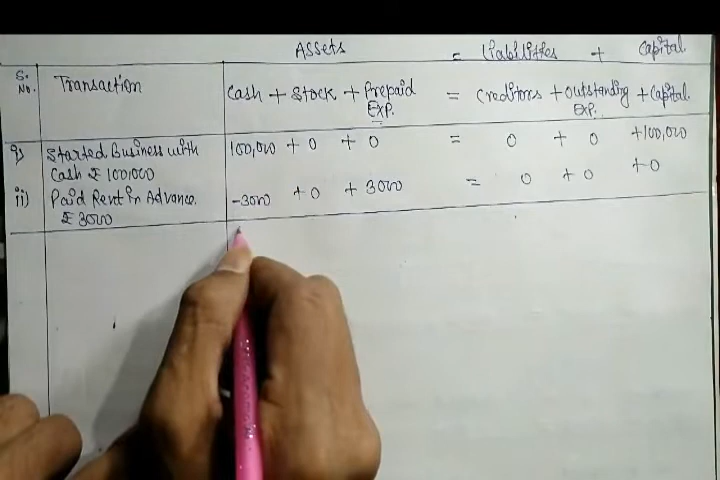 Assets = Liabilities + Capital
S. No. Transaction Cash + Stock + Prepaid Exp. = Creditores + Outstanding Exp. + Capital
i) Started Business with 100,000 + 0 + 0 = 0 + 0 +100,000
Cash ₹ 100,000
ii) Paid Rent in Advance -3000 + 0 + 3000 = 0 + 0 +0
₹ 3000